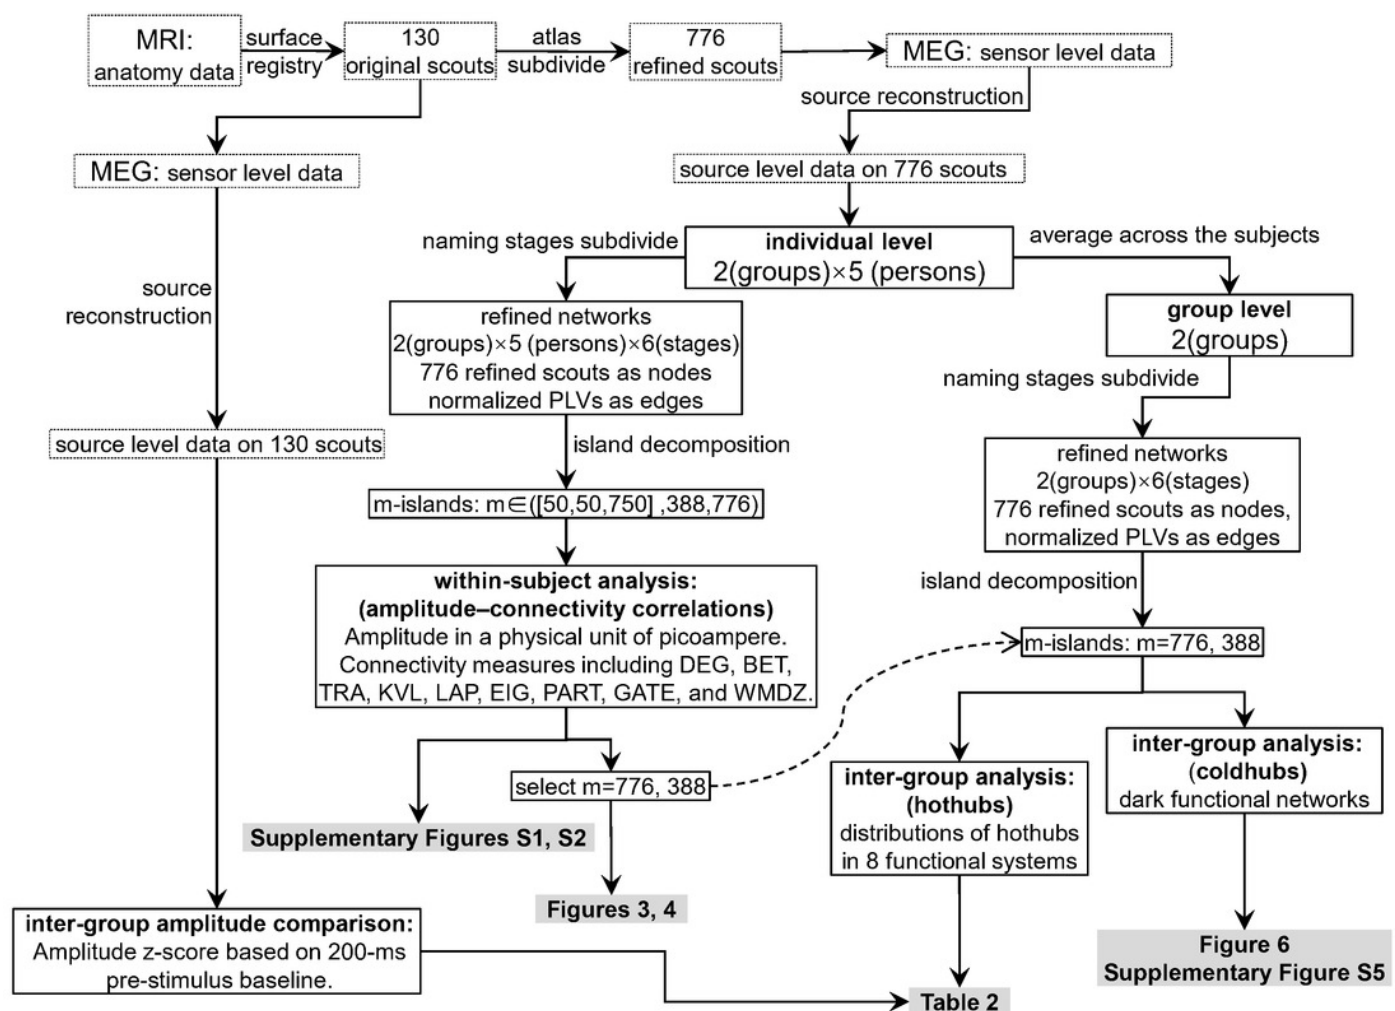 MRI:
anatomy data
surface
registry
130
original scouts
atlas
subdivide
776
refined scouts
MEG: sensor level data
source reconstruction
MEG: sensor level data
source level data on 776 scouts
naming stages subdivide
individual level
2(groups)×5 (persons)
average across the subjects
source
reconstruction
refined networks
2(groups)×5 (persons)×6(stages)
776 refined scouts as nodes
normalized PLVs as edges
group level
2(groups)
naming stages subdivide
source level data on 130 scouts
island decomposition
refined networks
2(groups)×6(stages)
776 refined scouts as nodes,
normalized PLVs as edges
m-islands: m∈([50,50,750] ,388,776)
within-subject analysis:
(amplitude–connectivity correlations)
Amplitude in a physical unit of picoampere.
Connectivity measures including DEG, BET,
TRA, KVL, LAP, EIG, PART, GATE, and WMDZ.
island decomposition
m-islands: m=776, 388
select m=776, 388
inter-group analysis:
(hothubs)
distributions of hothubs
in 8 functional systems
inter-group analysis:
(coldhubs)
dark functional networks
Supplementary Figures S1, S2
Figures 3, 4
inter-group amplitude comparison:
Amplitude z-score based on 200-ms
pre-stimulus baseline.
Figure 6
Supplementary Figure S5
Table 2